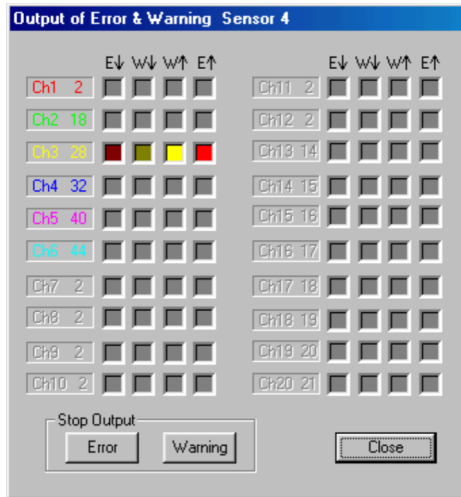 Output of Error & Warning Sensor 4
E↓ W↓ W↑ E↑
Ch1 2
Ch2 18
Ch3 28
Ch4 32
Ch5 40
Ch6 44
Ch7 2
Ch8 2
Ch9 2
Ch10 2
E↓ W↓ W↑ E↑
Ch11 2
Ch12 2
Ch13 14
Ch14 15
Ch15 16
Ch16 17
Ch17 18
Ch18 19
Ch19 20
Ch20 21
Stop Output
Error Warning
Close